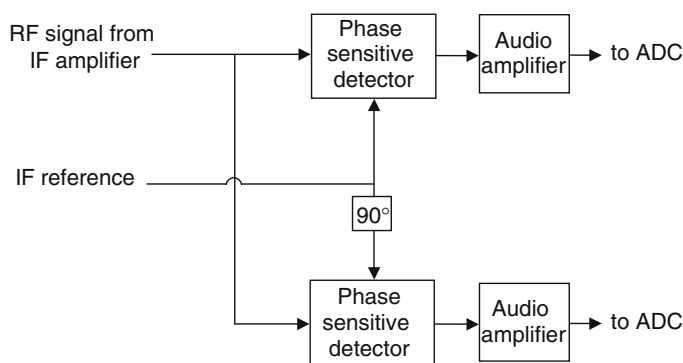 RF signal from
IF amplifier
Phase
sensitive
detector
Audio
amplifier
to ADC
IF reference
90°
Phase
sensitive
detector
Audio
amplifier
to ADC